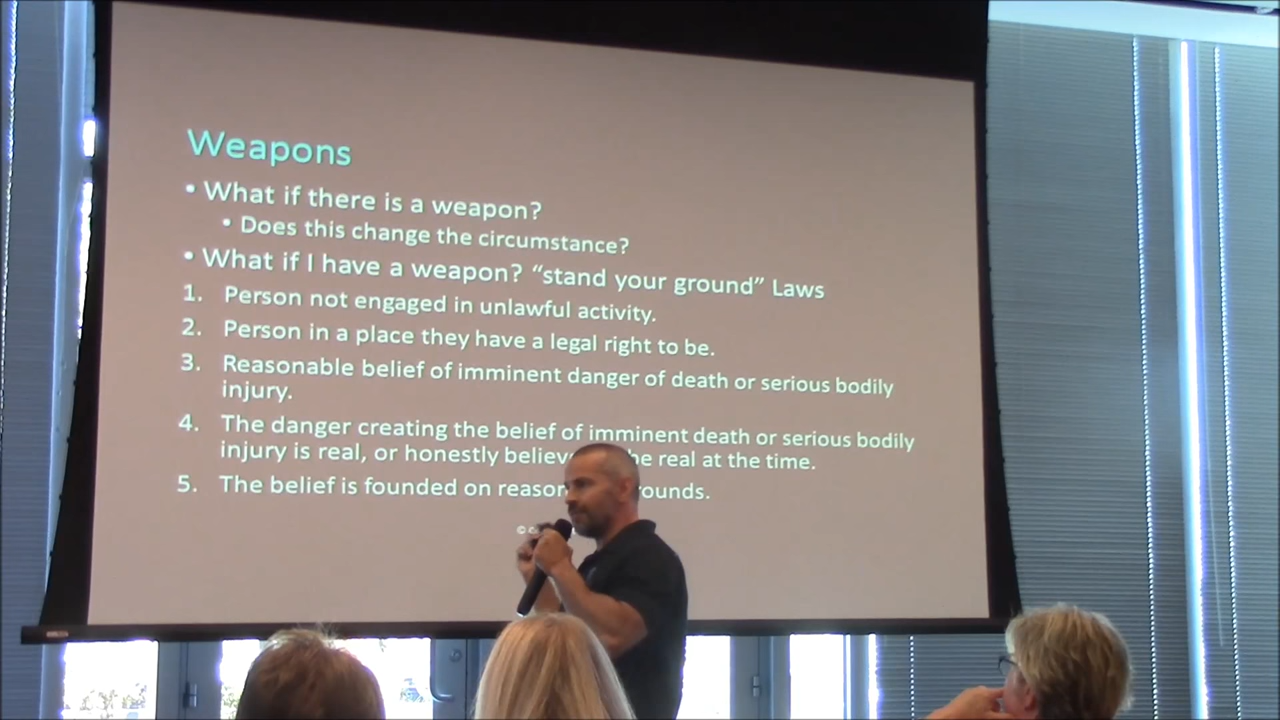 Weapons
• What if there is a weapon?
• Does this change the circumstance?
• What if I have a weapon? “stand your ground” Laws
1. Person not engaged in unlawful activity.
2. Person in a place they have a legal right to be.
3. Reasonable belief of imminent danger of death or serious bodily
injury.
4. The danger creating the belief of imminent death or serious bodily
injury is real, or honestly be real at the time.
5. The belief is founded on
©